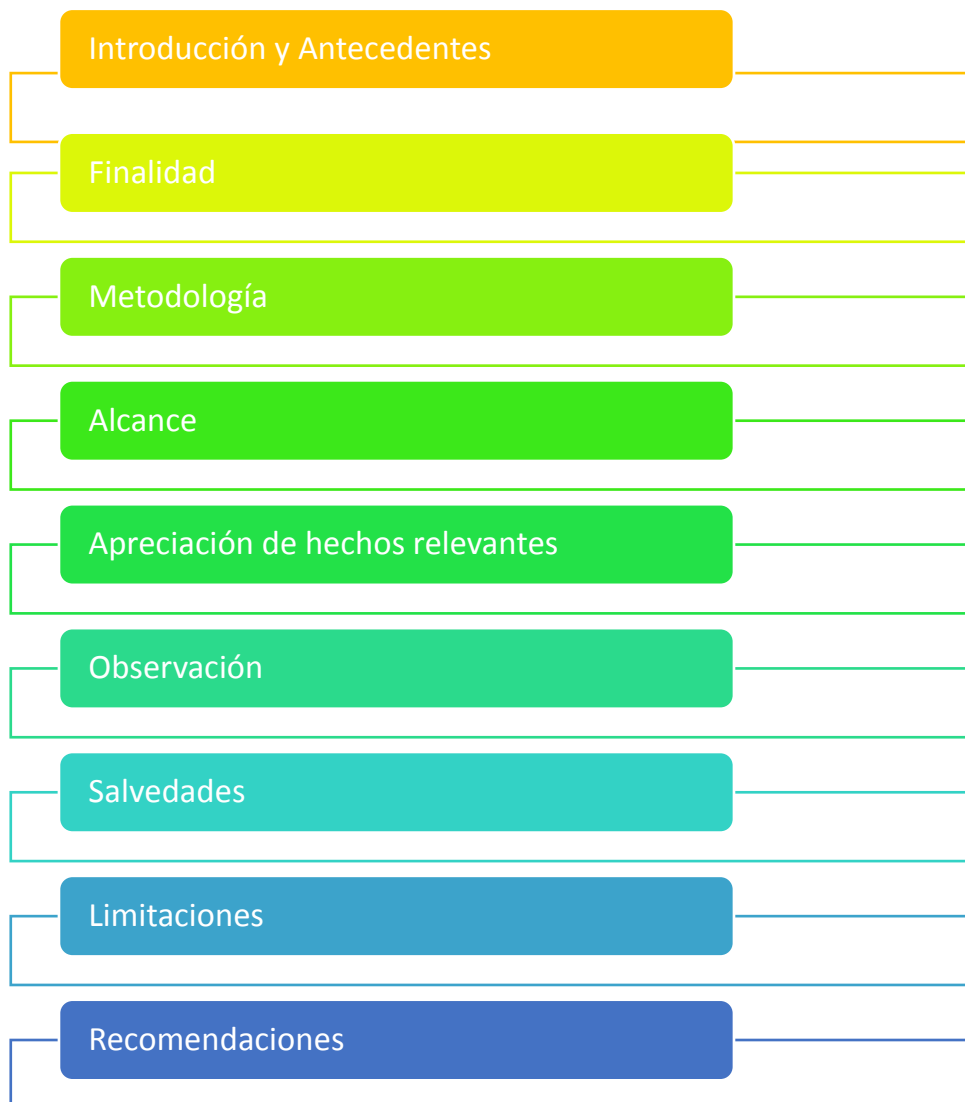 Introducción y Antecedentes
Finalidad
Metodología
Alcance
Apreciación de hechos relevantes
Observación
Salvedades
Limitaciones
Recomendaciones